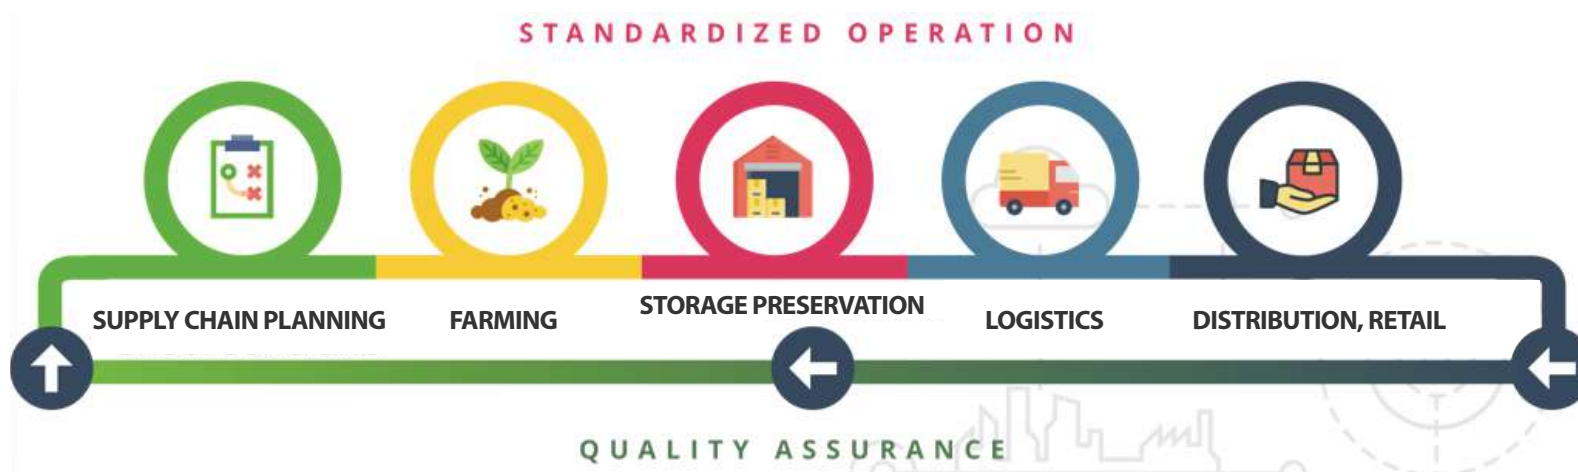 STANDARDIZED OPERATION
SUPPLY CHAIN PLANNING
FARMING
STORAGE PRESERVATION
LOGISTICS
DISTRIBUTION, RETAIL
QUALITY ASSURANCE